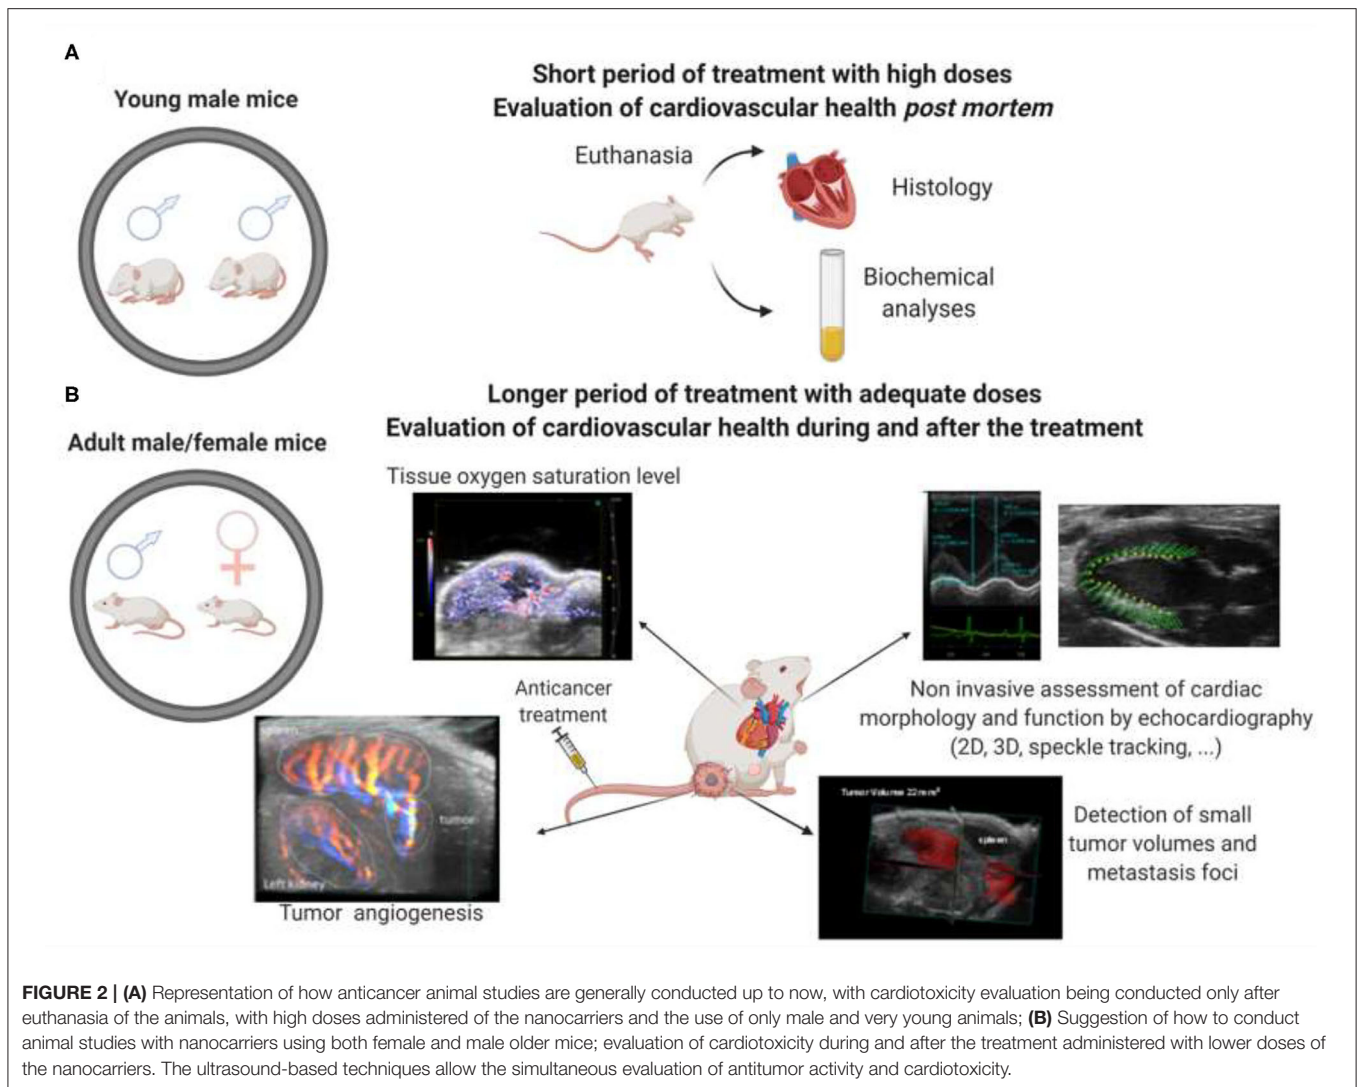 A
Young male mice
Short period of treatment with high doses
Evaluation of cardiovascular health post mortem
Euthanasia
Histology
Biochemical
analyses
B
Longer period of treatment with adequate doses
Evaluation of cardiovascular health during and after the treatment
Adult male/female mice
Tissue oxygen saturation level
Anticancer
treatment
Non invasive assessment of cardiac
morphology and function by echocardiography
(2D, 3D, speckle tracking, ...)
tumor
Left kidney
Tumor angiogenesis
Tumor Volume 22mm³
spleen
Detection of small
tumor volumes and
metastasis foci
FIGURE 2 | (A) Representation of how anticancer animal studies are generally conducted up to now, with cardiotoxicity evaluation being conducted only after
euthanasia of the animals, with high doses administered of the nanocarriers and the use of only male and very young animals; (B) Suggestion of how to conduct
animal studies with nanocarriers using both female and male older mice; evaluation of cardiotoxicity during and after the treatment administered with lower doses of
the nanocarriers. The ultrasound-based techniques allow the simultaneous evaluation of antitumor activity and cardiotoxicity.